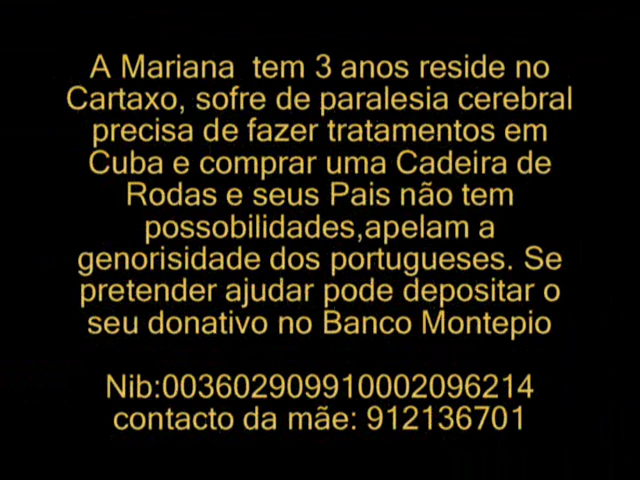 A Mariana  tem 3 anos reside no
Cartaxo, sofre de paralesia cerebral
precisa de fazer tratamentos em
Cuba e comprar uma Cadeira de
Rodas e seus Pais não tem
possobilidades,apelam a
genorisidade dos portugueses. Se
pretender ajudar pode depositar o
seu donativo no Banco Montepio
Nib:003602909910002096214
contacto da mãe: 912136701